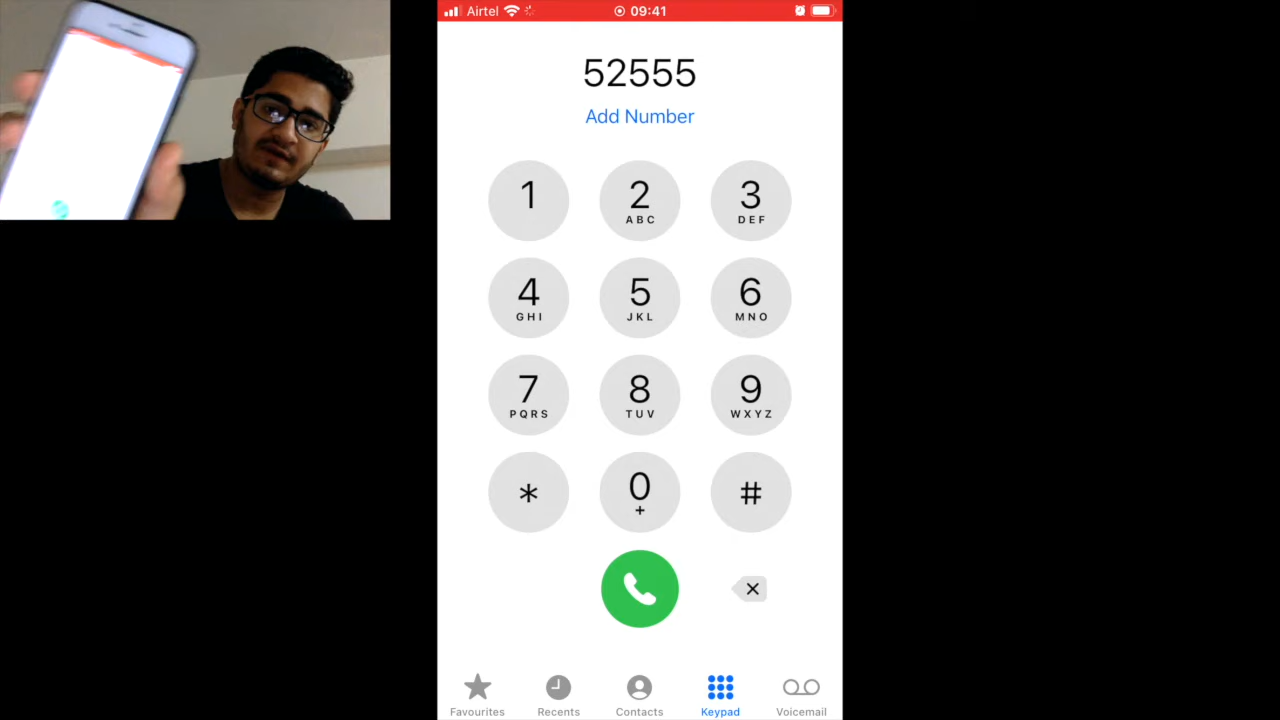 Airtel 09:41
52555
Add Number
1 2 3
ABC DEF
4 5 6
GHI JKL MNO
7 8 9
PQRS TUV WXYZ
* 0 #
+
Favourites Recents Contacts Keypad Voicemail